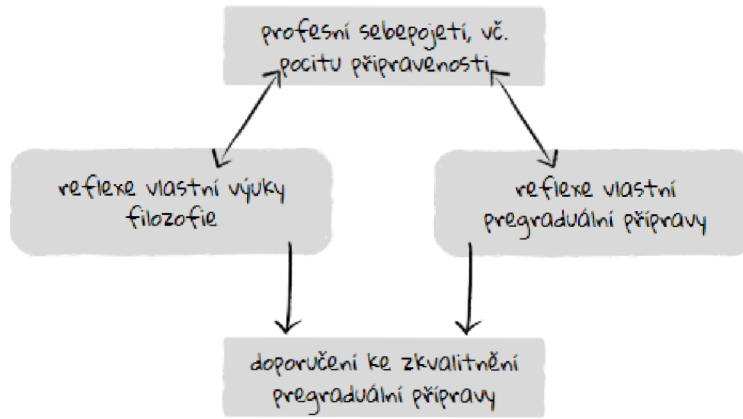 profesní sebepojetí, vč.
pocitu připravenosti
reflexe vlastní výuky
filozofie
reflexe vlastní
pregraduální přípravy
doporučení ke zkvalitnění
pregraduální přípravy